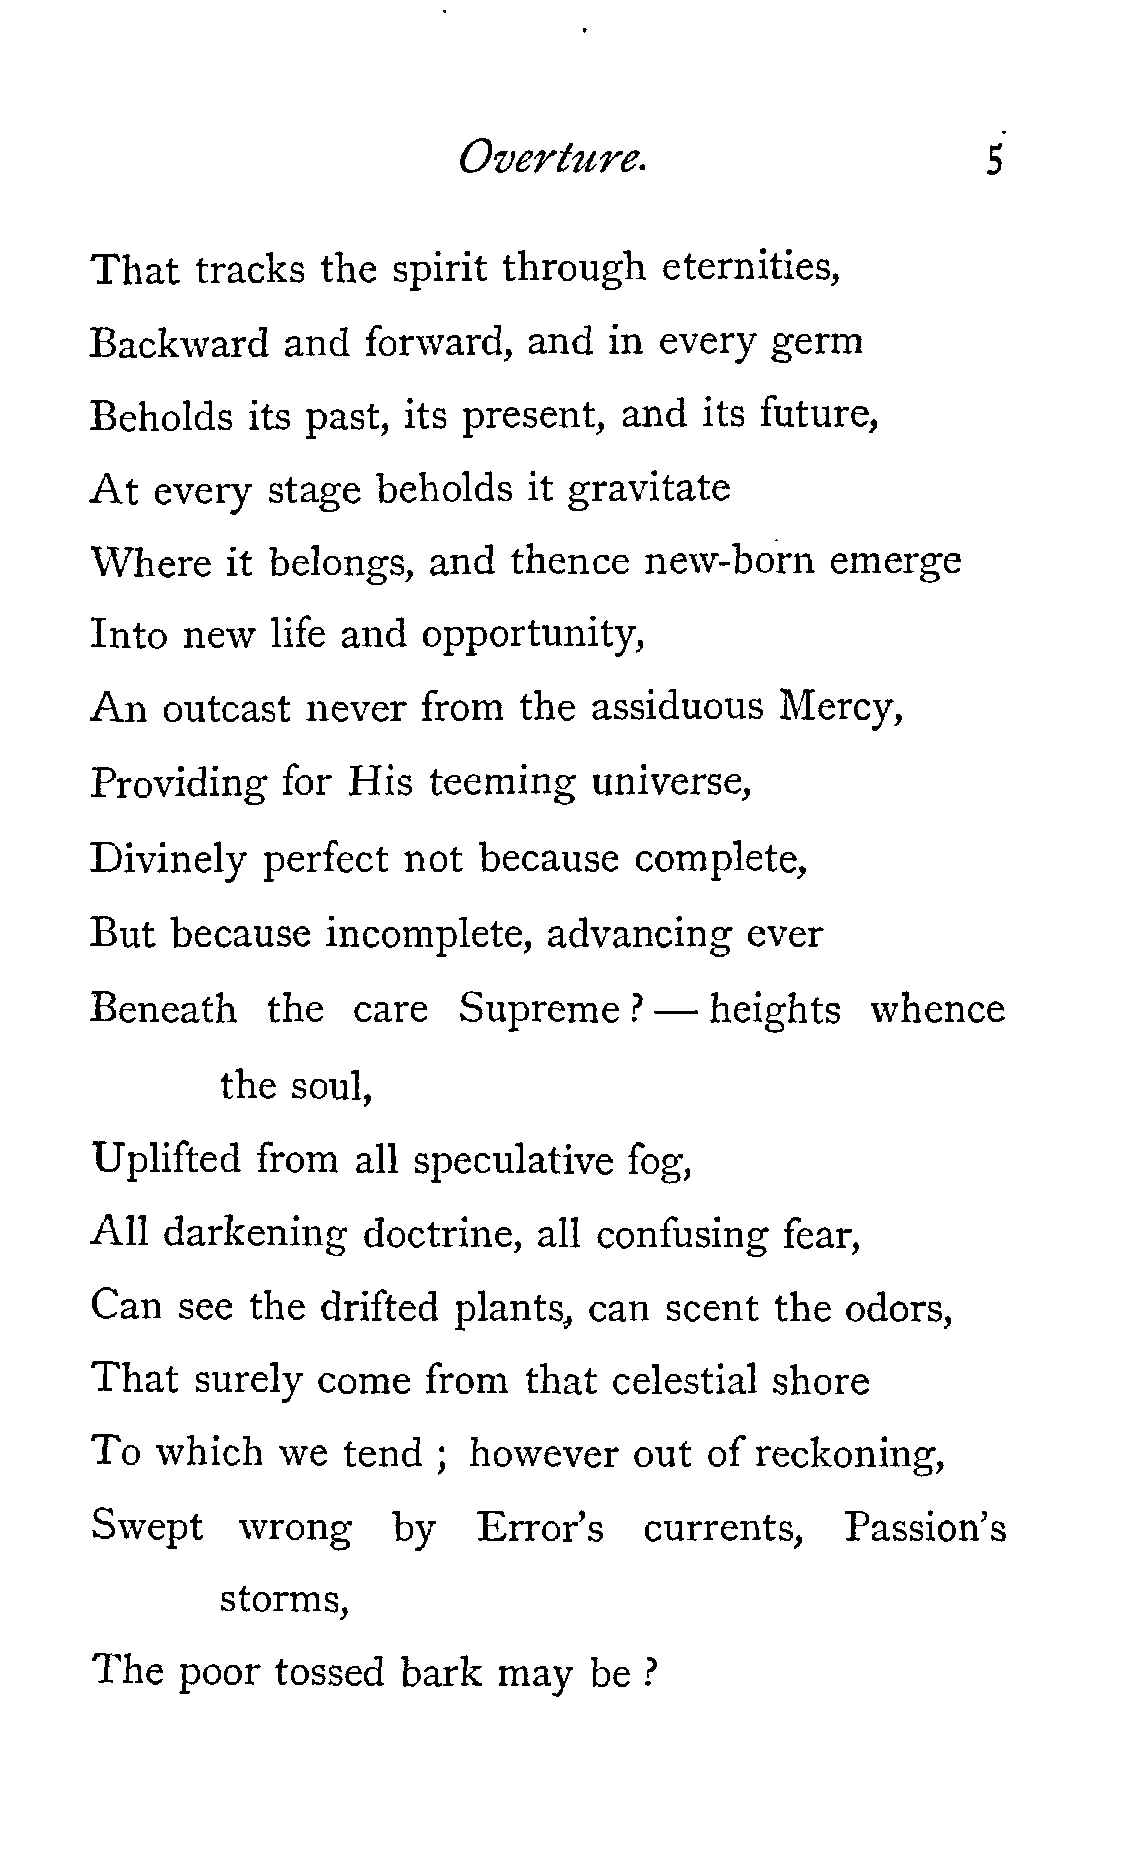 Overture. 5
That tracks the spirit through eternities,
Backward and forward, and in every germ
Beholds its past, its present, and its future,
At every stage beholds it gravitate
Where it belongs, and thence new-born emerge
Into new life and opportunity,
An outcast never from the assiduous Mercy,
Providing for His teeming universe,
Divinely perfect not because complete,
But because incomplete, advancing ever
Beneath the care Supreme ? — heights whence
the soul,
Uplifted from all speculative fog,
All darkening doctrine, all confusing fear,
Can see the drifted plants, can scent the odors,
That surely come from that celestial shore
To which we tend ; however out of reckoning,
Swept wrong by Error's currents, Passion's
storms,
The poor tossed bark may be ?